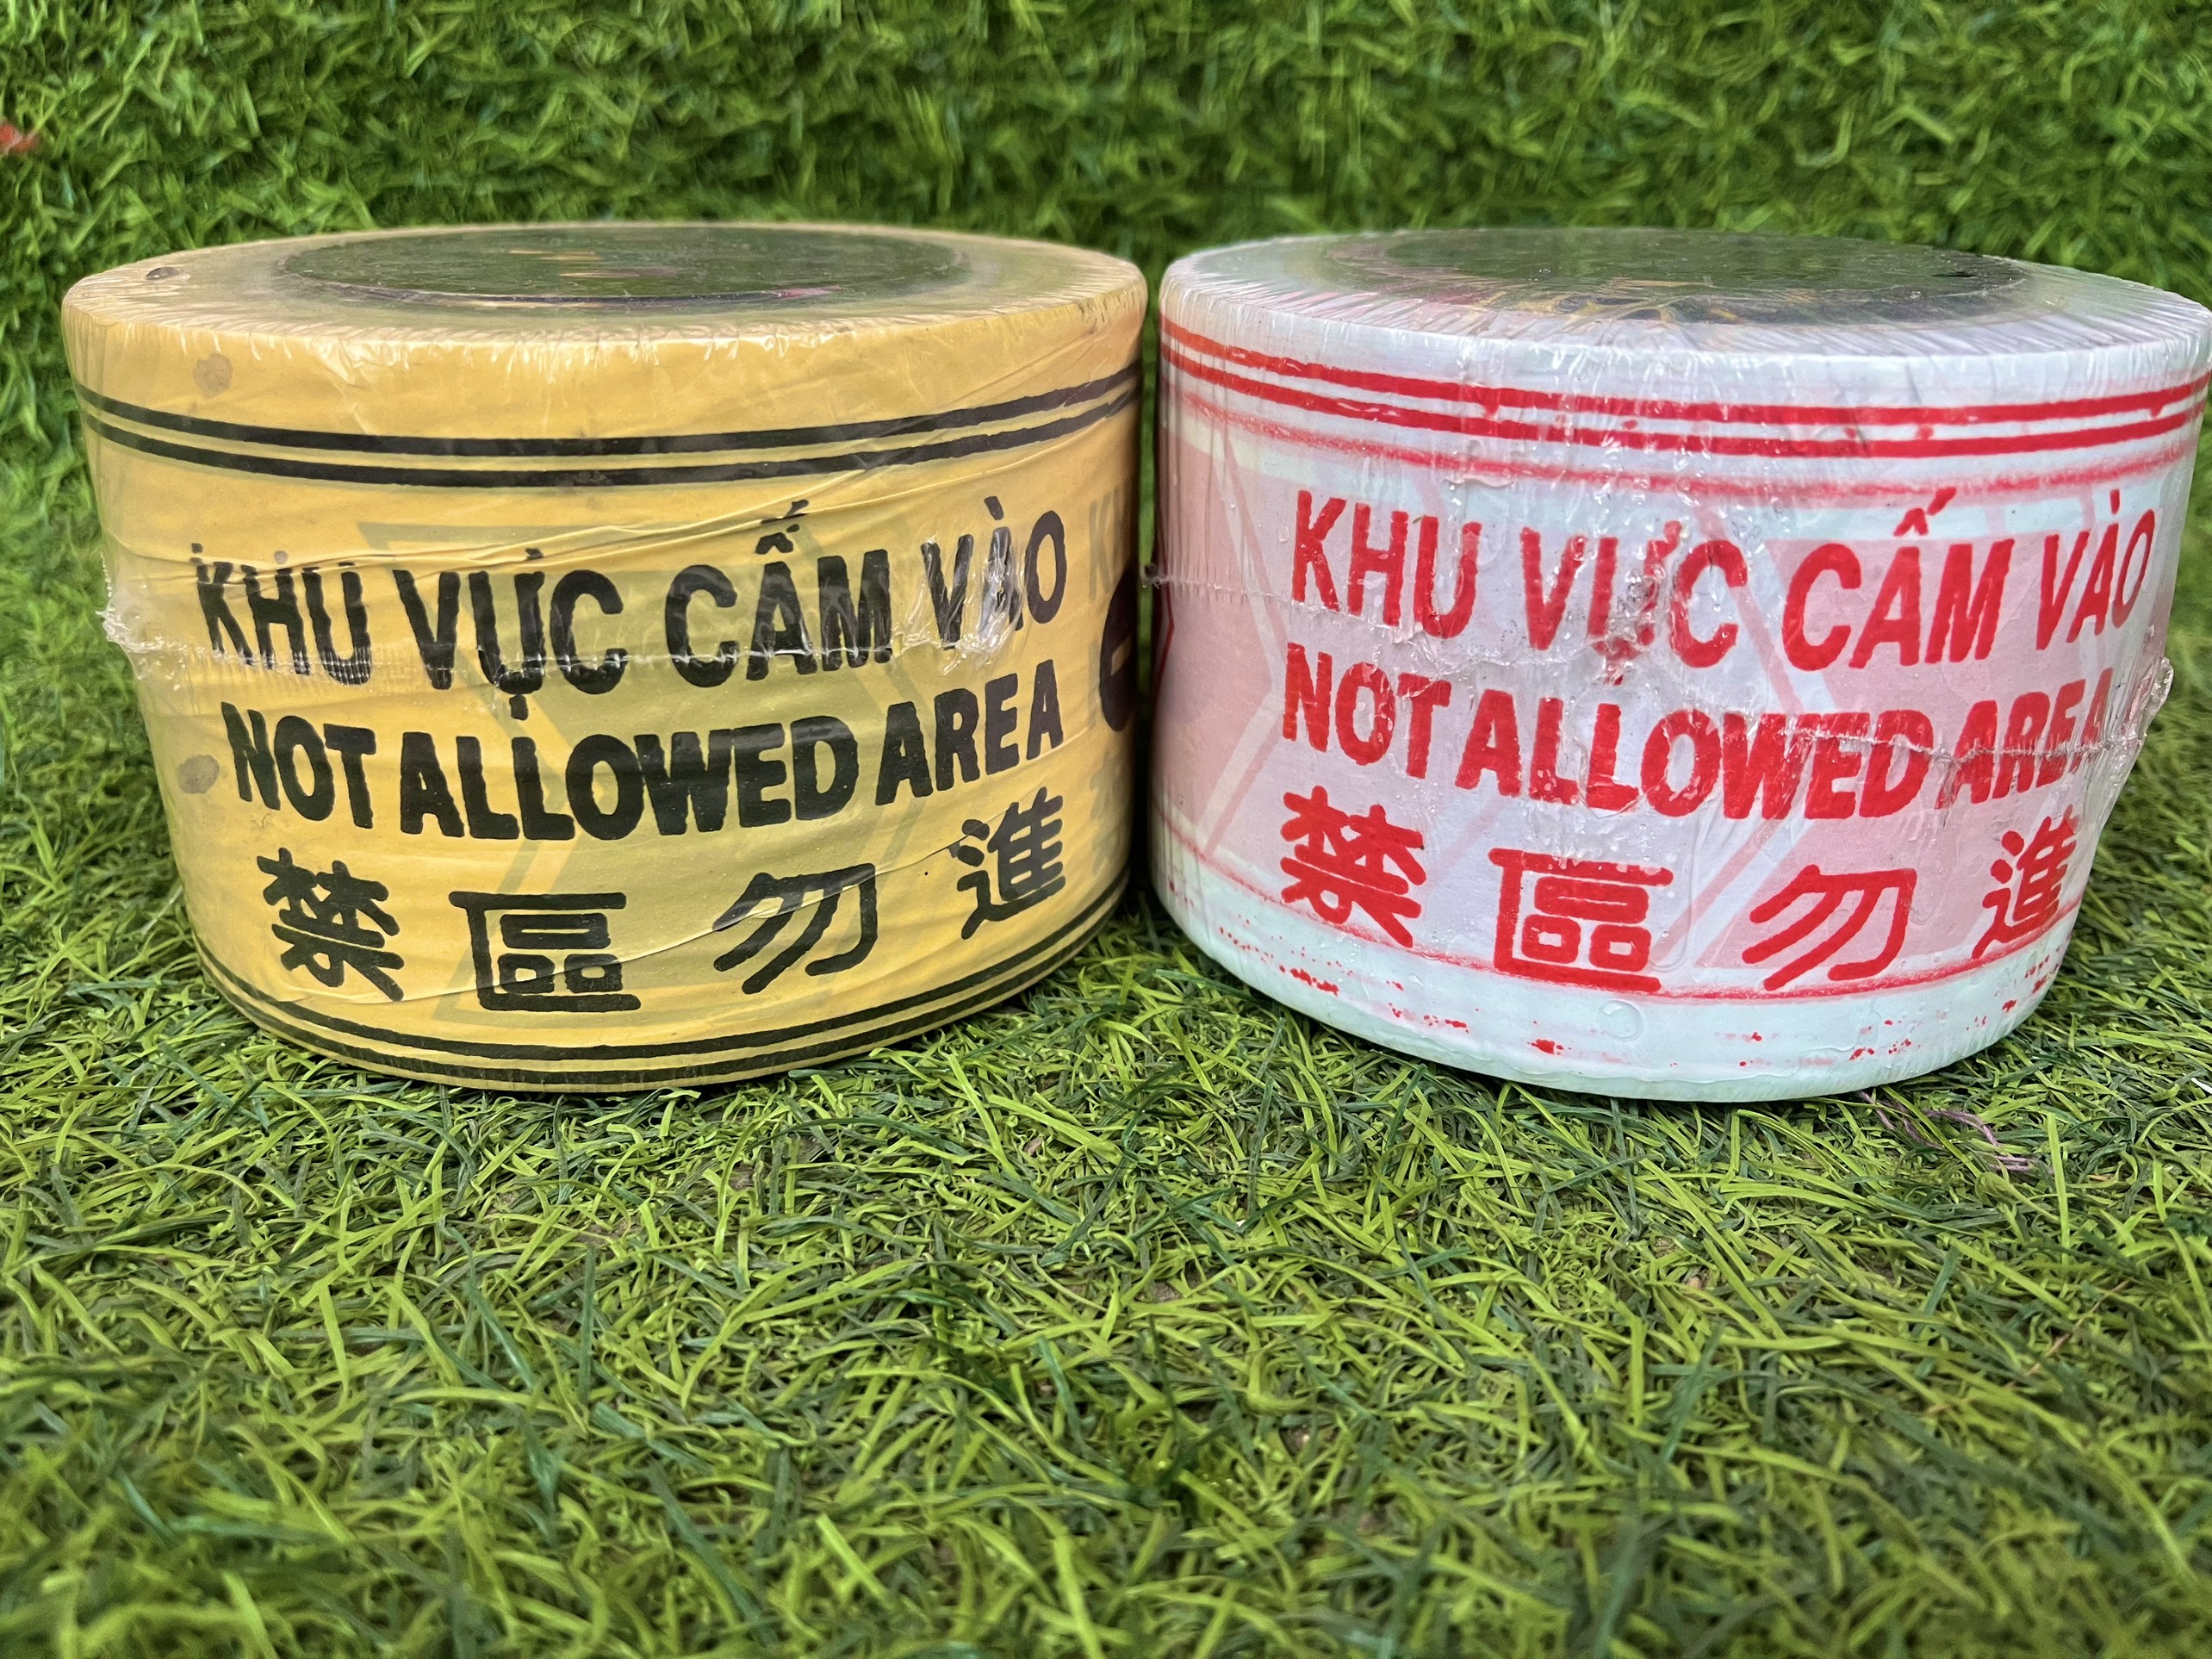 KHU VỰC CẤM VÀO
NOT ALLOWED AREA
禁區勿進
KHU VỰC CẤM VÀO
NOT ALLOWED AREA
禁區勿進